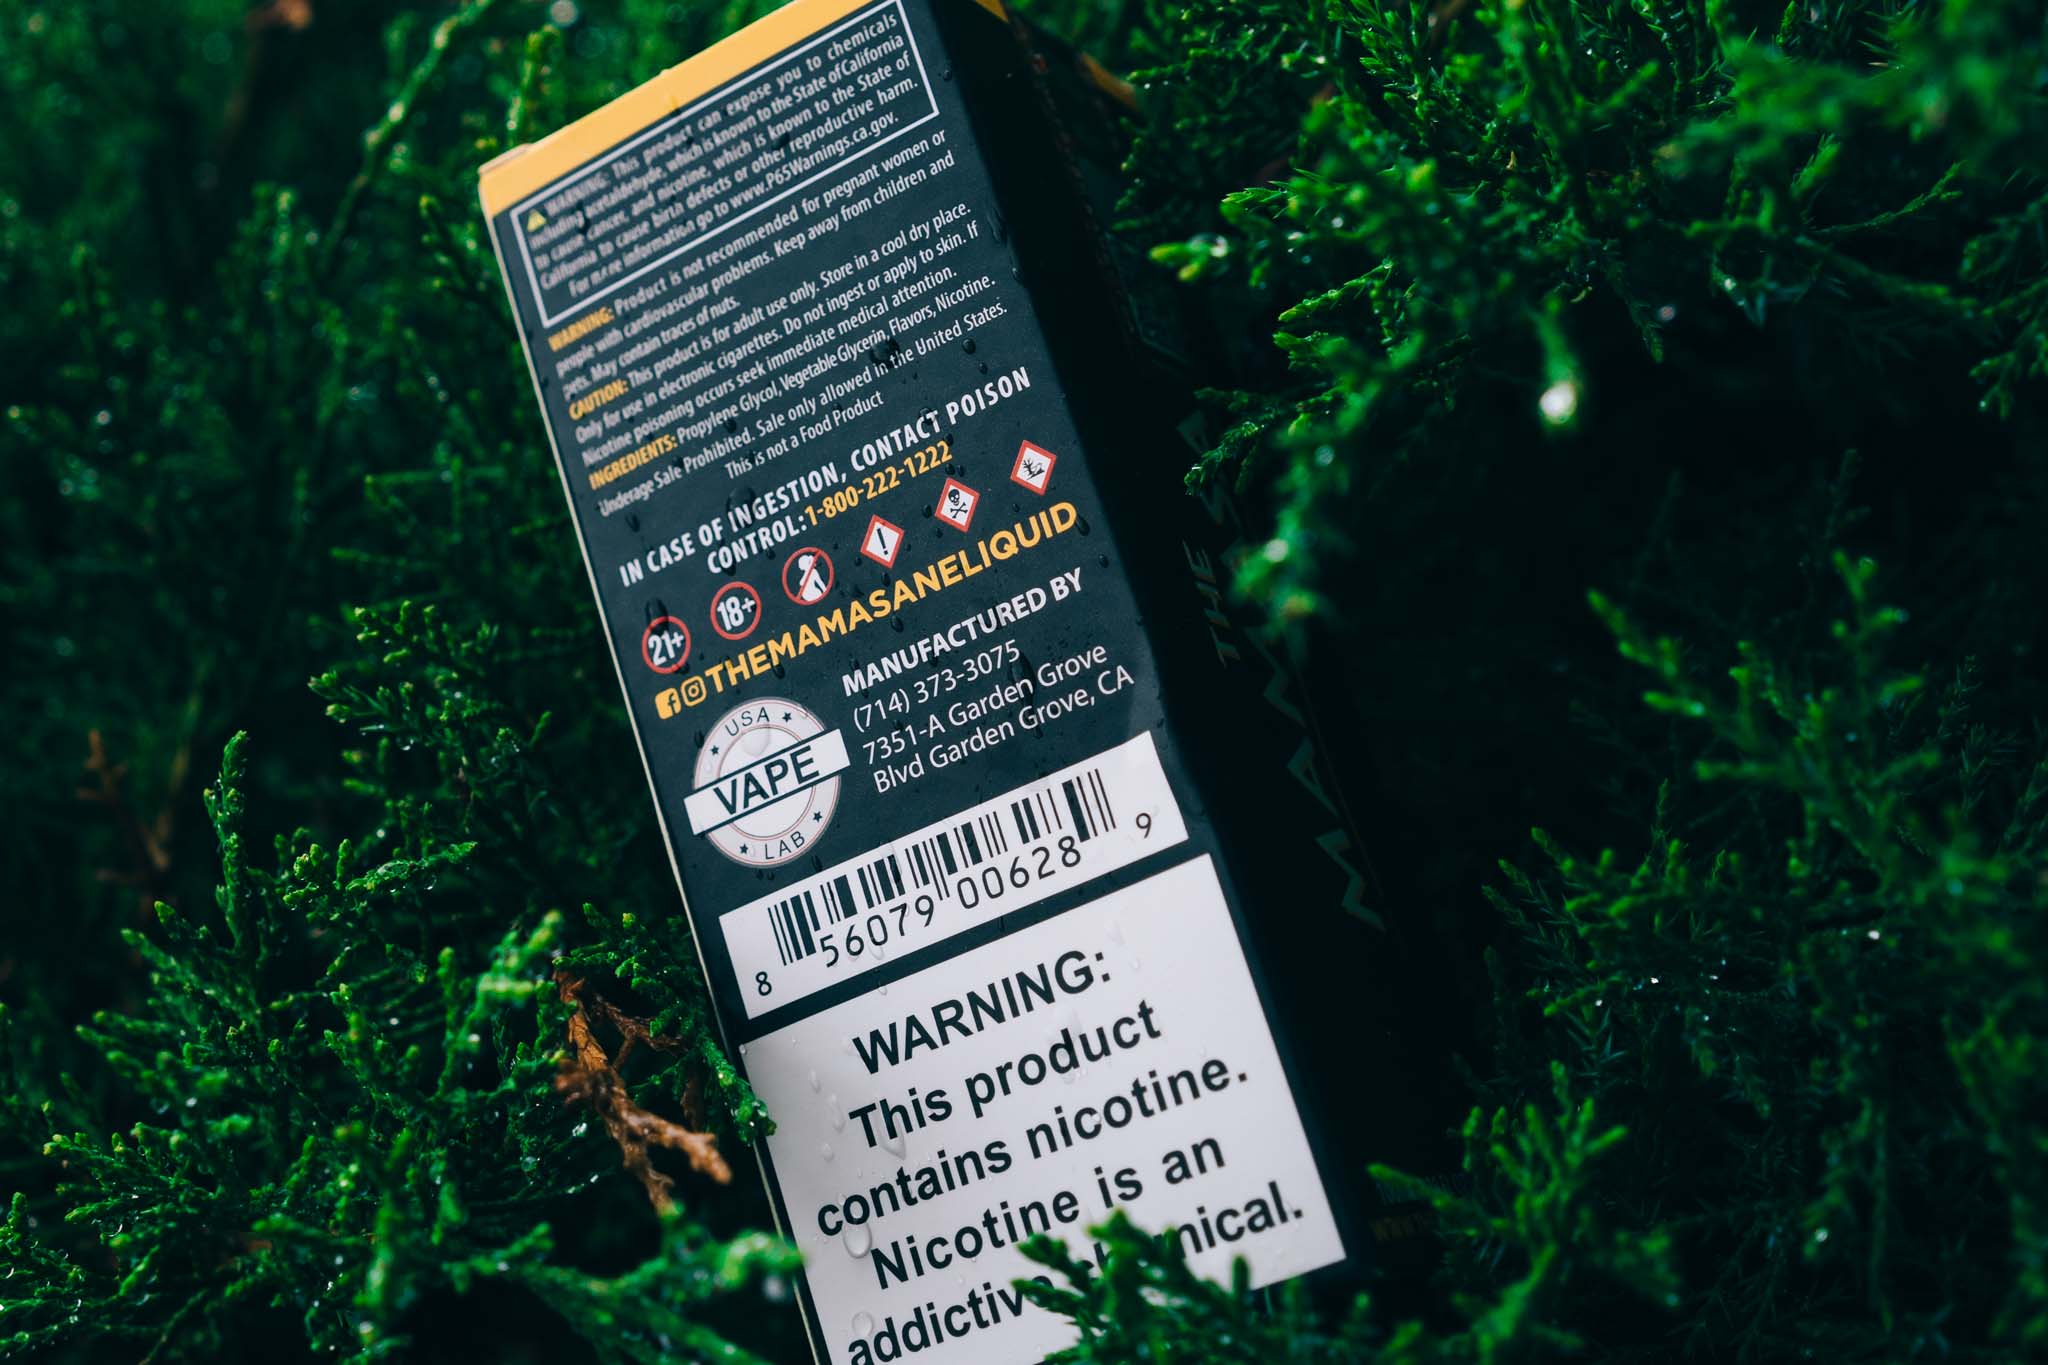 WARNING: This product can expose you to chemicals
including acetaldehyde, which is known to the State of California
to cause cancer, and nicotine, which is known to the State of
California to cause birth defects or other reproductive harm.
For more information go to www.P65Warnings.ca.gov.
WARNING: Product is not recommended for pregnant women or
people with cardiovascular problems. Keep away from children and
pets. May contain traces of nuts.
CAUTION: This product is for adult use only. Store in a cool dry place.
Only for use in electronic cigarettes. Do not ingest or apply to skin. If
Nicotine poisoning occurs seek immediate medical attention.
INGREDIENTS: Propylene Glycol, Vegetable Glycerin, Flavors, Nicotine.
Underage Sale Prohibited. Sale only allowed in the United States.
This is not a Food Product
IN CASE OF INGESTION, CONTACT POISON
CONTROL:1-800-222-1222
21+ 18+ !
THEMAMASANELIQUID
USA
VAPE
LAB
MANUFACTURED BY
(714) 373-3075
7351-A Garden Grove
Blvd Garden Grove, CA
8 56079 00628 9
WARNING:
This product
contains nicotine.
Nicotine is an
addictive chemical.